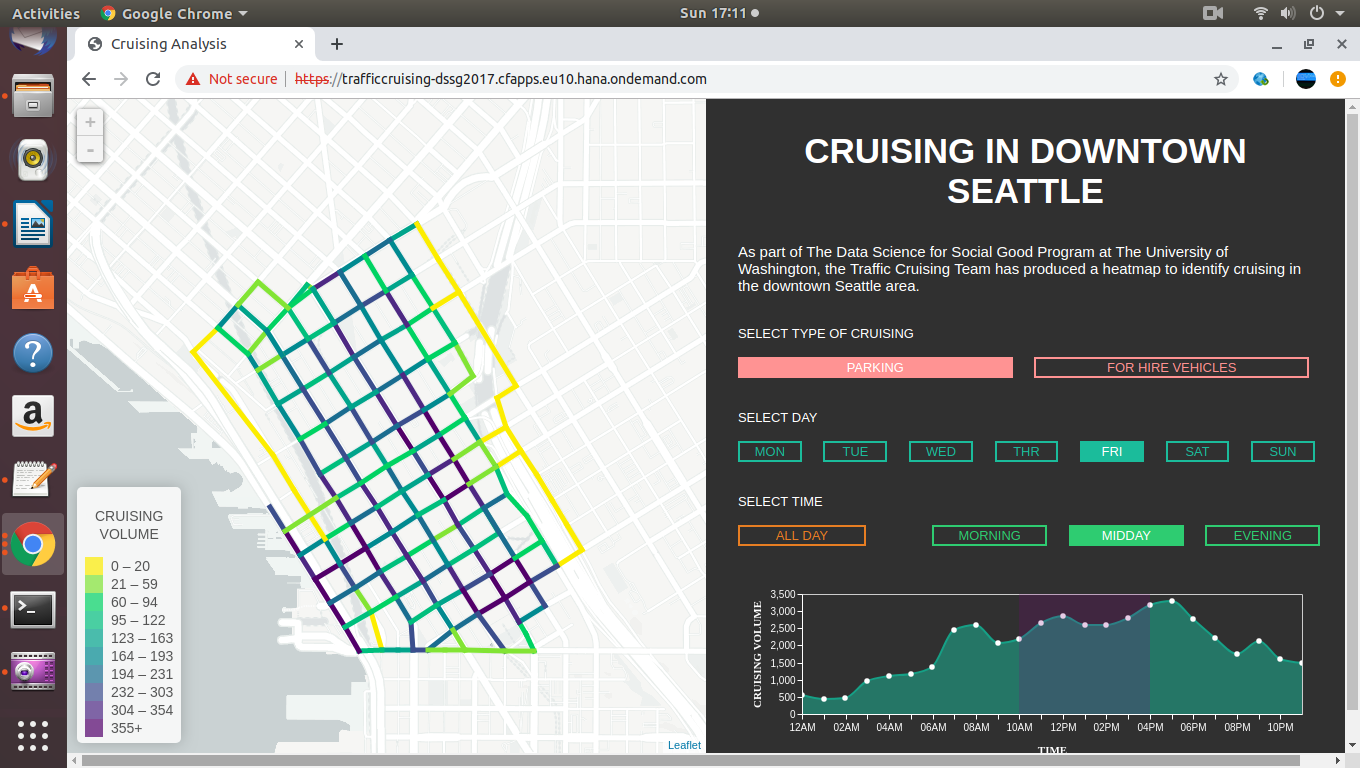 Activities
Google Chrome
Sun 17:11
Cruising Analysis
Not secure
https://trafficcruising-dssg2017.cfapps.eu10.hana.ondemand.com
+
-
CRUISING
VOLUME
0 – 20
21 – 59
60 – 94
95 – 122
123 – 163
164 – 193
194 – 231
232 – 303
304 – 354
355+
Leaflet
CRUISING IN DOWNTOWN
SEATTLE
As part of The Data Science for Social Good Program at The University of
Washington, the Traffic Cruising Team has produced a heatmap to identify cruising in
the downtown Seattle area.
SELECT TYPE OF CRUISING
PARKING
FOR HIRE VEHICLES
SELECT DAY
MON TUE WED THR FRI SAT SUN
SELECT TIME
ALL DAY MORNING MIDDAY EVENING
CRUISING VOLUME
3,500
3,000
2,500
2,000
1,500
1,000
500
0
12AM 02AM 04AM 06AM 08AM 10AM 12PM 02PM 04PM 06PM 08PM 10PM
TIME